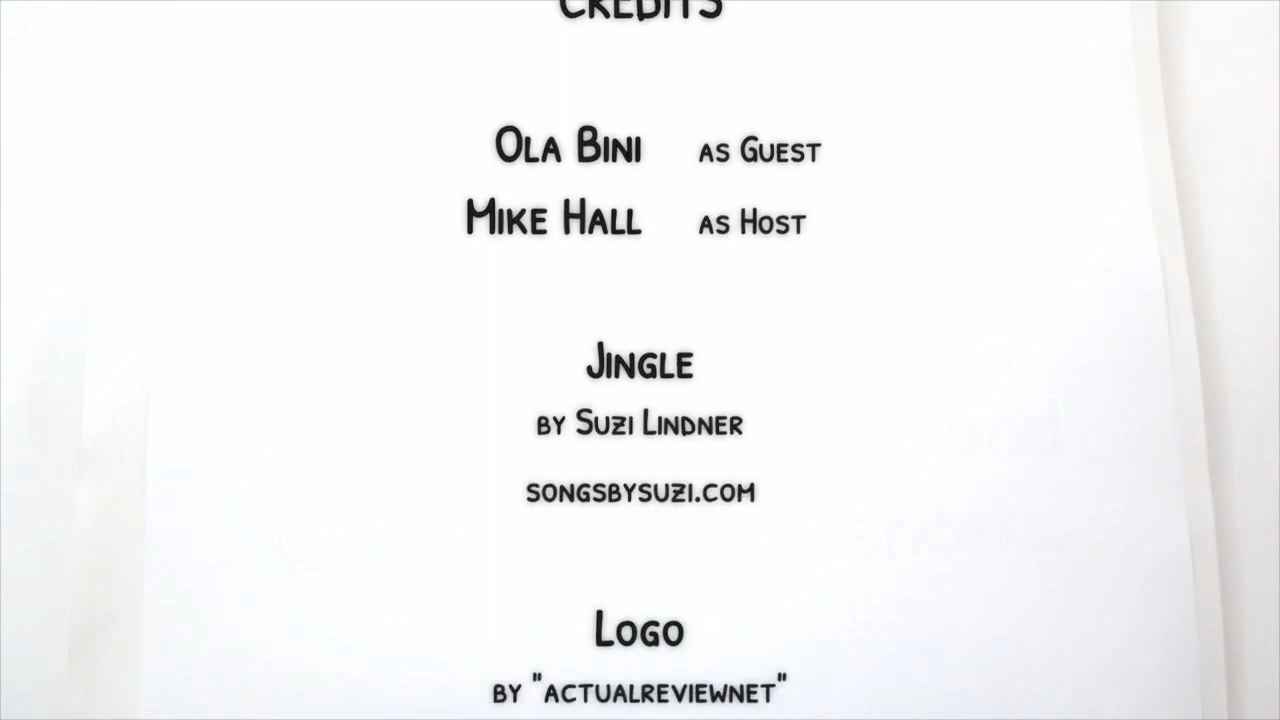 CREDITS
OLA BINI AS GUEST
MIKE HALL AS HOST
JINGLE
BY SUZI LINDNER
SONGSBYSUZI.COM
LOGO
BY "ACTUALREVIEWNET"